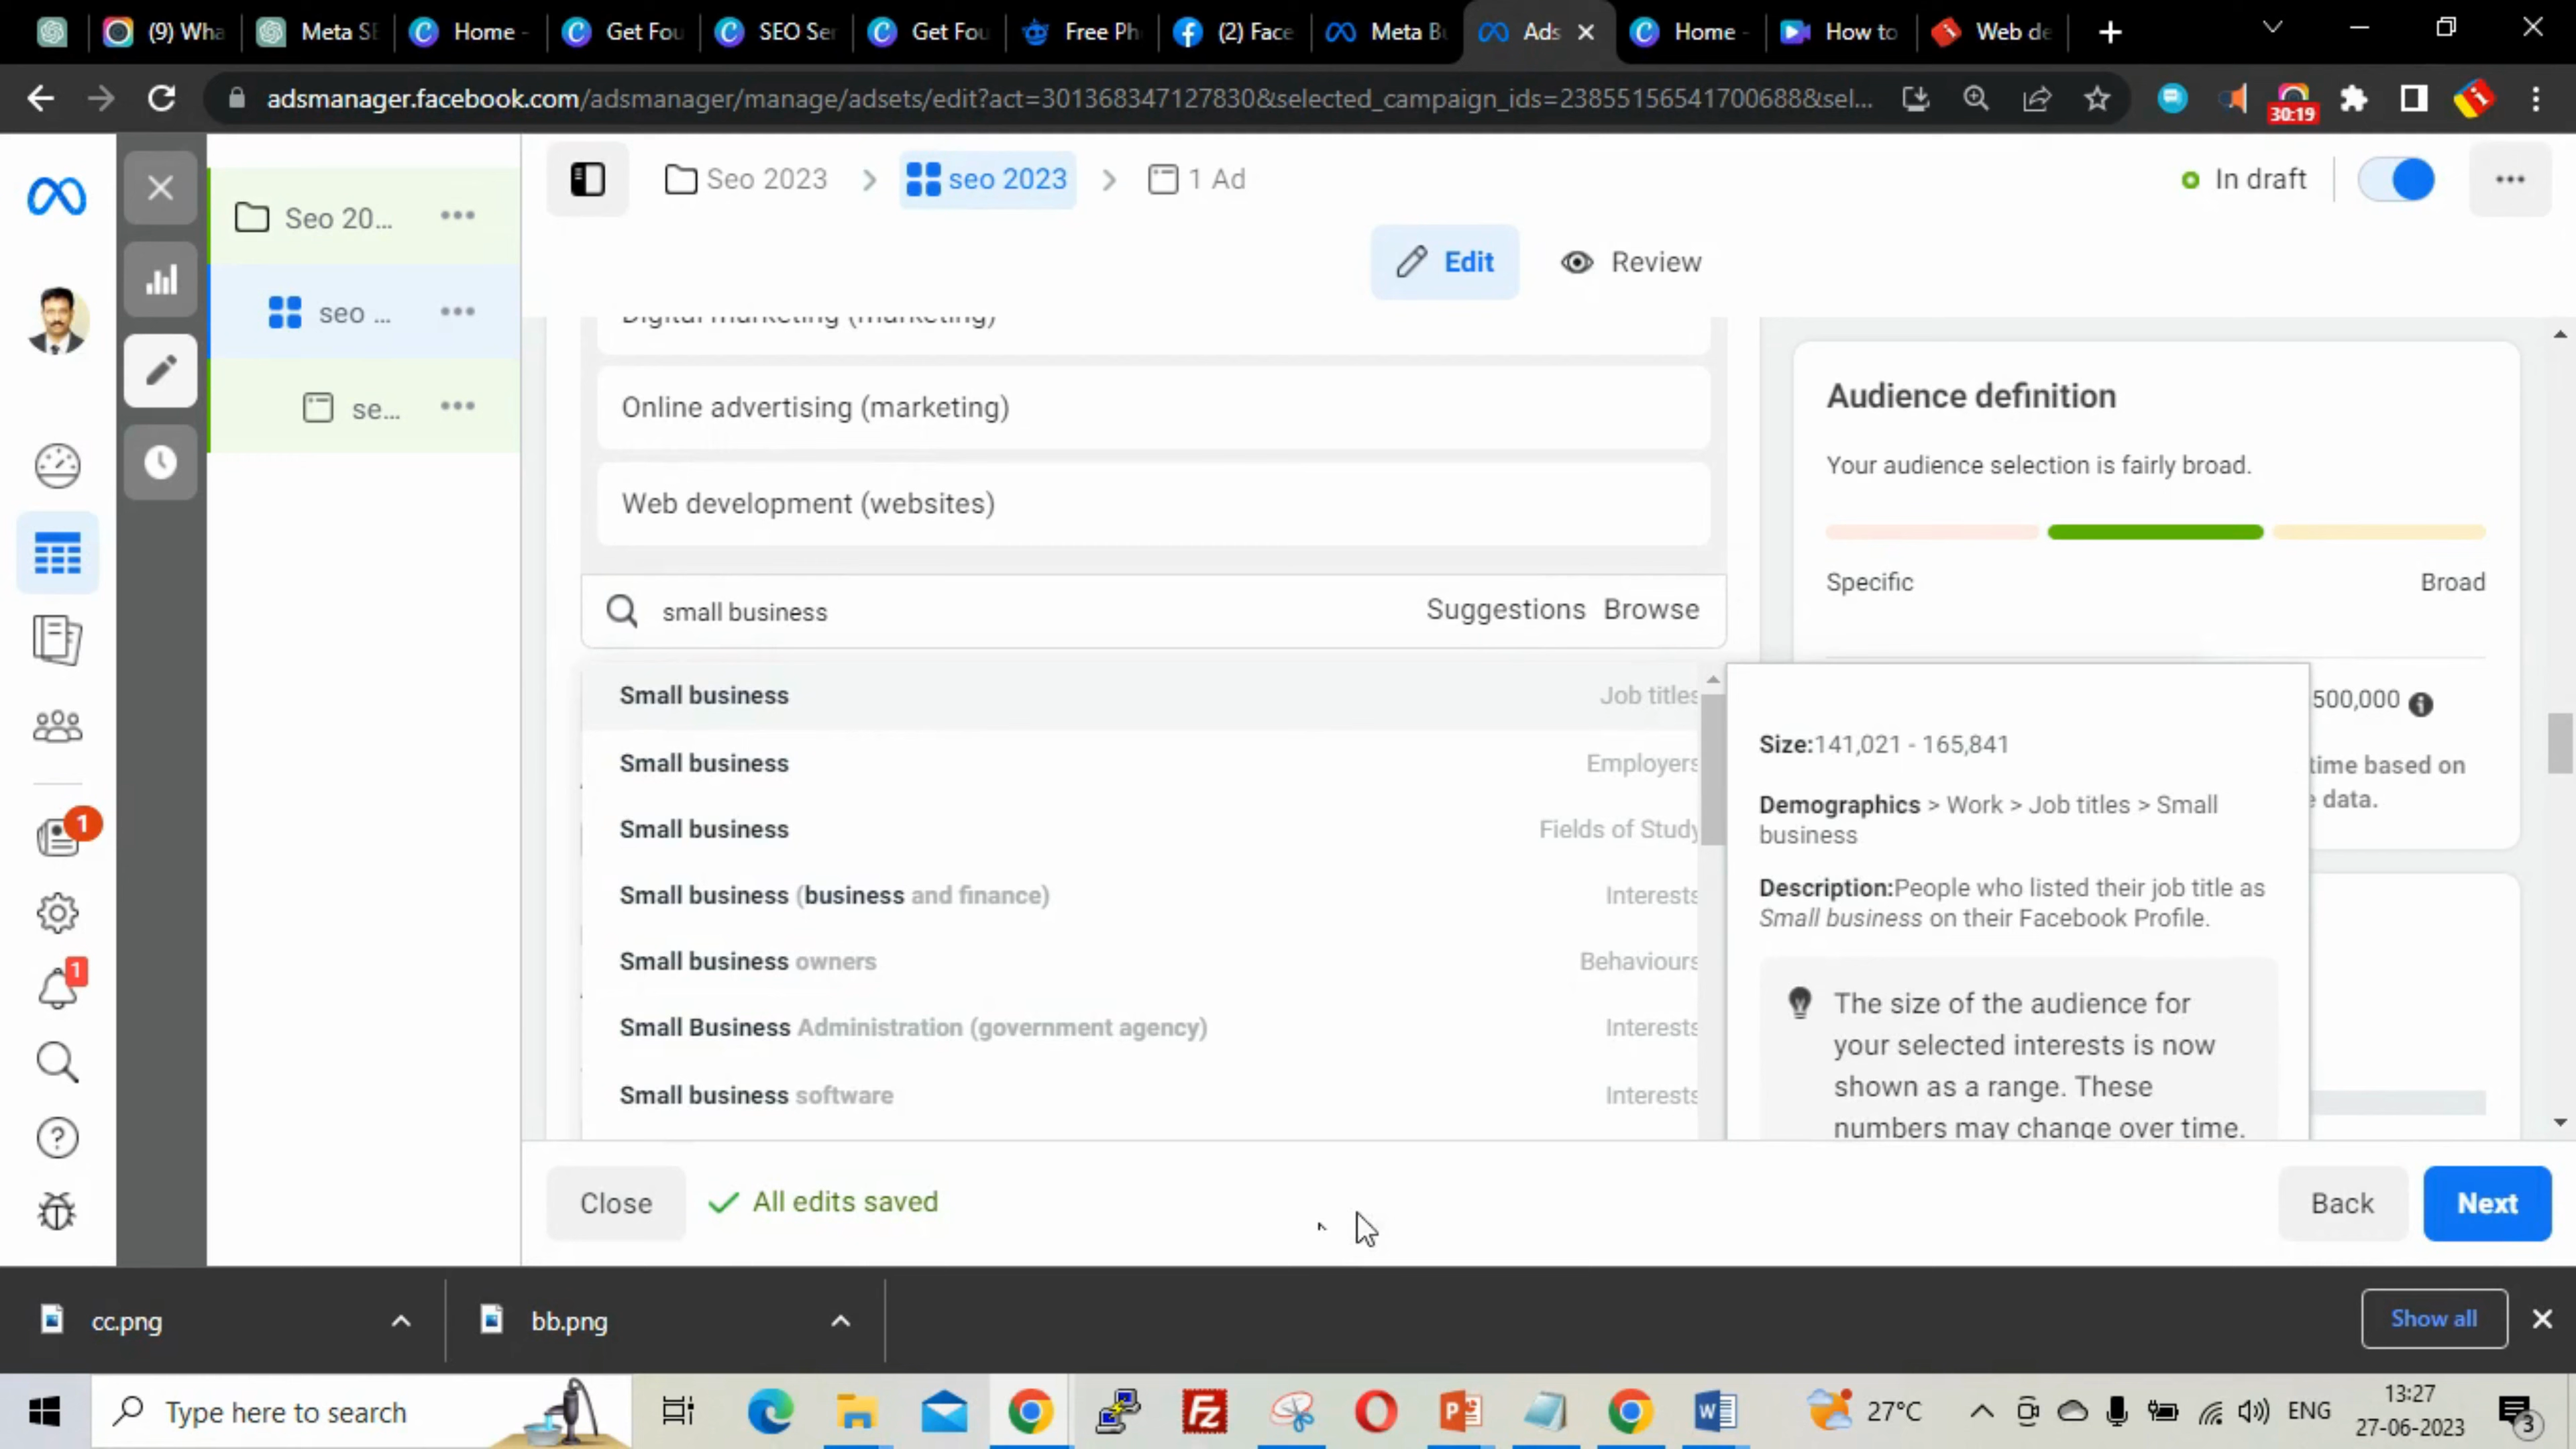 (9) Wha
Meta SE
Home -
Get Fou
SEO Ser
Get Fou
Free Ph
(2) Face
Meta Bu
Ads
Home -
How to
Web de
adsmanager.facebook.com/adsmanager/manage/adsets/edit?act=301368347127830&selected_campaign_ids=23855156541700688&sel...
30:19
Seo 2023
seo 2023
1 Ad
In draft
Seo 20...
seo ...
se...
Edit
Review
Digital marketing (marketing)
Online advertising (marketing)
Web development (websites)
small business
Suggestions Browse
Small business Job titles
Small business Employers
Small business Fields of Study
Small business (business and finance) Interests
Small business owners Behaviours
Small Business Administration (government agency) Interests
Small business software Interests
Audience definition
Your audience selection is fairly broad.
Specific
Broad
500,000
time based on
data.
Size:141,021 - 165,841
Demographics > Work > Job titles > Small
business
Description:People who listed their job title as
Small business on their Facebook Profile.
The size of the audience for
your selected interests is now
shown as a range. These
numbers may change over time.
1
1
Close
All edits saved
Back
Next
cc.png
bb.png
Show all
Type here to search
27°C
ENG
13:27
27-06-2023
3